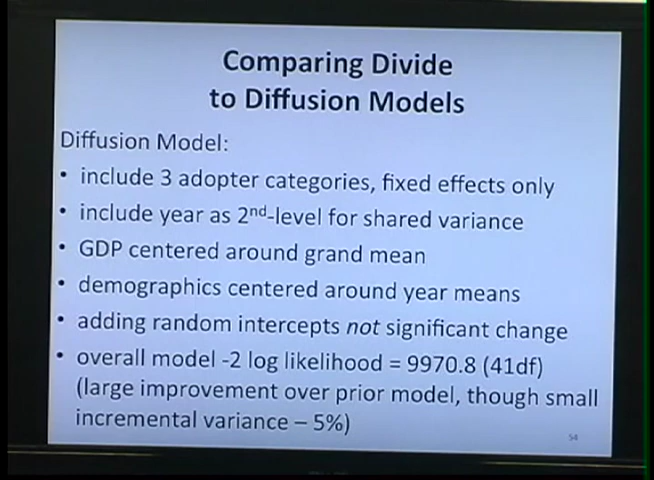 Comparing Divide
to Diffusion Models
Diffusion Model:
• include 3 adopter categories, fixed effects only
• include year as 2nd-level for shared variance
• GDP centered around grand mean
• demographics centered around year means
• adding random intercepts not significant change
• overall model -2 log likelihood = 9970.8 (41df)
(large improvement over prior model, though small
incremental variance – 5%)
54